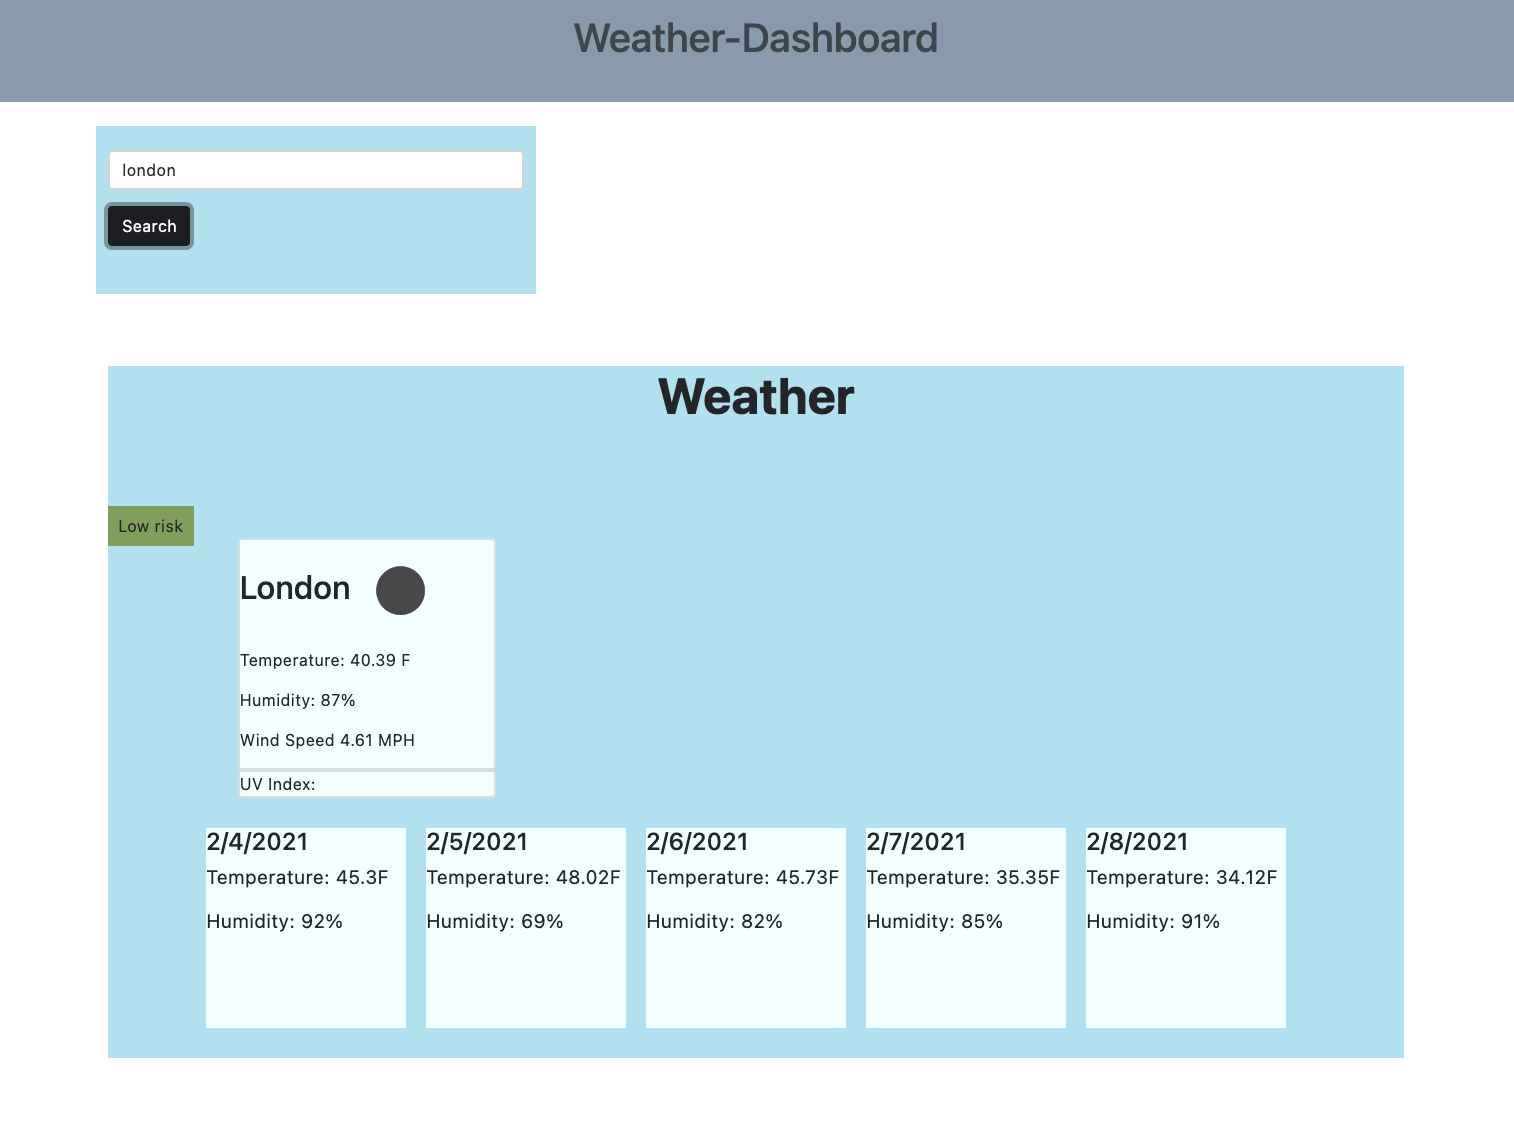 Weather-Dashboard
london
Search
Weather
Low risk
London
Temperature: 40.39 F
Humidity: 87%
Wind Speed 4.61 MPH
UV Index:
2/4/2021
Temperature: 45.3F
Humidity: 92%
2/5/2021
Temperature: 48.02F
Humidity: 69%
2/6/2021
Temperature: 45.73F
Humidity: 82%
2/7/2021
Temperature: 35.35F
Humidity: 85%
2/8/2021
Temperature: 34.12F
Humidity: 91%